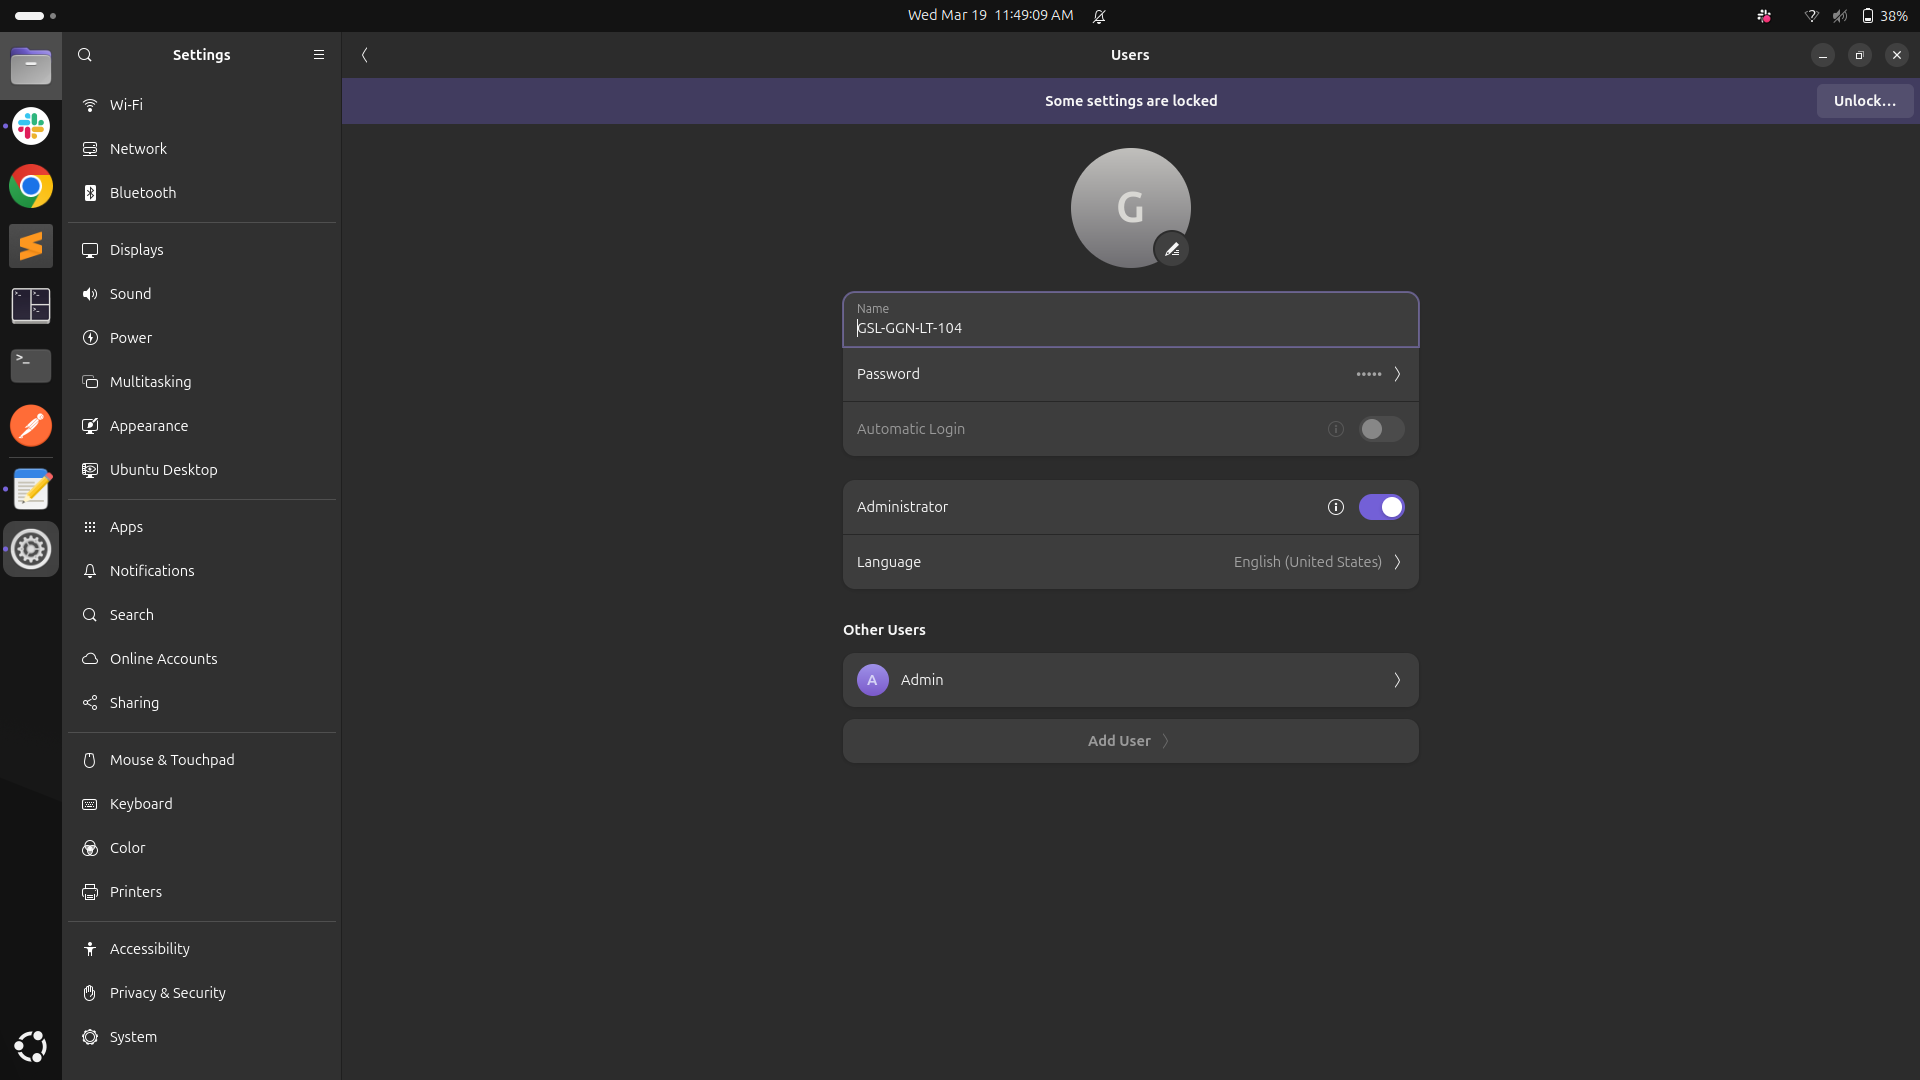 Wed Mar 19 11:49:09 AM
38%
Settings
Users
Some settings are locked
Unlock...
Wi-Fi
Network
Bluetooth
Displays
Sound
Power
Multitasking
Appearance
Ubuntu Desktop
Apps
Notifications
Search
Online Accounts
Sharing
Mouse & Touchpad
Keyboard
Color
Printers
Accessibility
Privacy & Security
System
G
Name
GSL-GGN-LT-104
Password
•••••
Automatic Login
Administrator
Language
English (United States)
Other Users
A
Admin
Add User